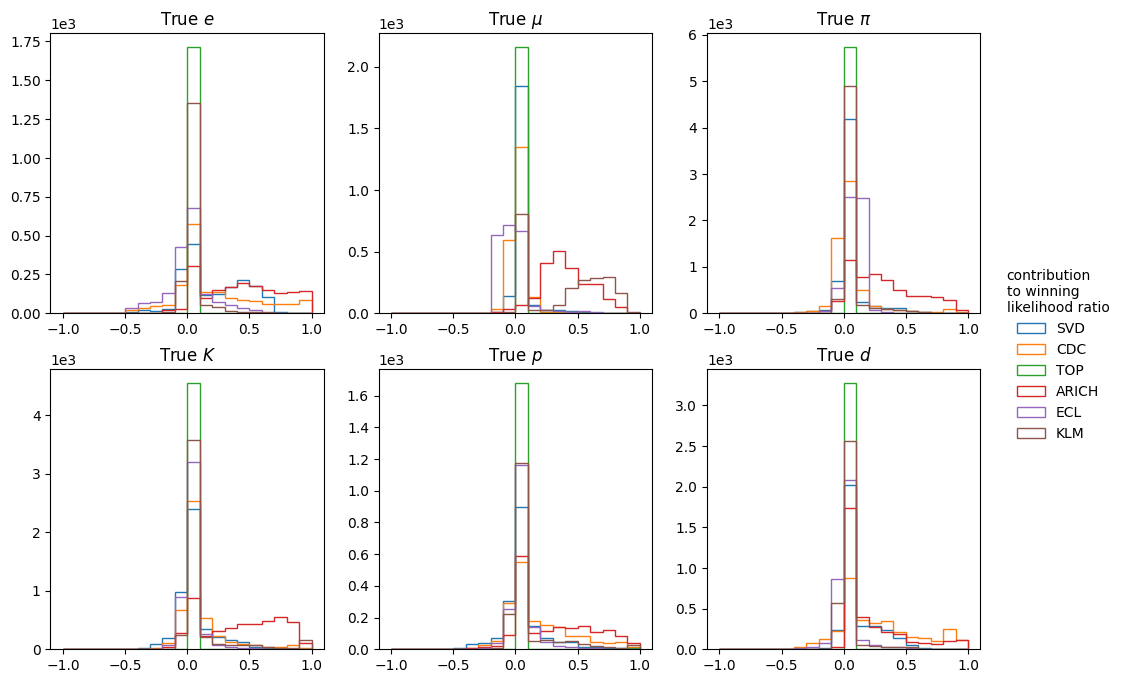 True e
1e3
1.75
1.50
1.25
1.00
0.75
0.50
0.25
0.00
−1.0 −0.5 0.0 0.5 1.0
True μ
1e3
2.0
1.5
1.0
0.5
0.0
−1.0 −0.5 0.0 0.5 1.0
True π
1e3
6
5
4
3
2
1
0
−1.0 −0.5 0.0 0.5 1.0
True K
1e3
4
3
2
1
0
−1.0 −0.5 0.0 0.5 1.0
True p
1e3
1.6
1.4
1.2
1.0
0.8
0.6
0.4
0.2
0.0
−1.0 −0.5 0.0 0.5 1.0
True d
1e3
3.0
2.5
2.0
1.5
1.0
0.5
0.0
−1.0 −0.5 0.0 0.5 1.0
contribution
to winning
likelihood ratio
SVD
CDC
TOP
ARICH
ECL
KLM